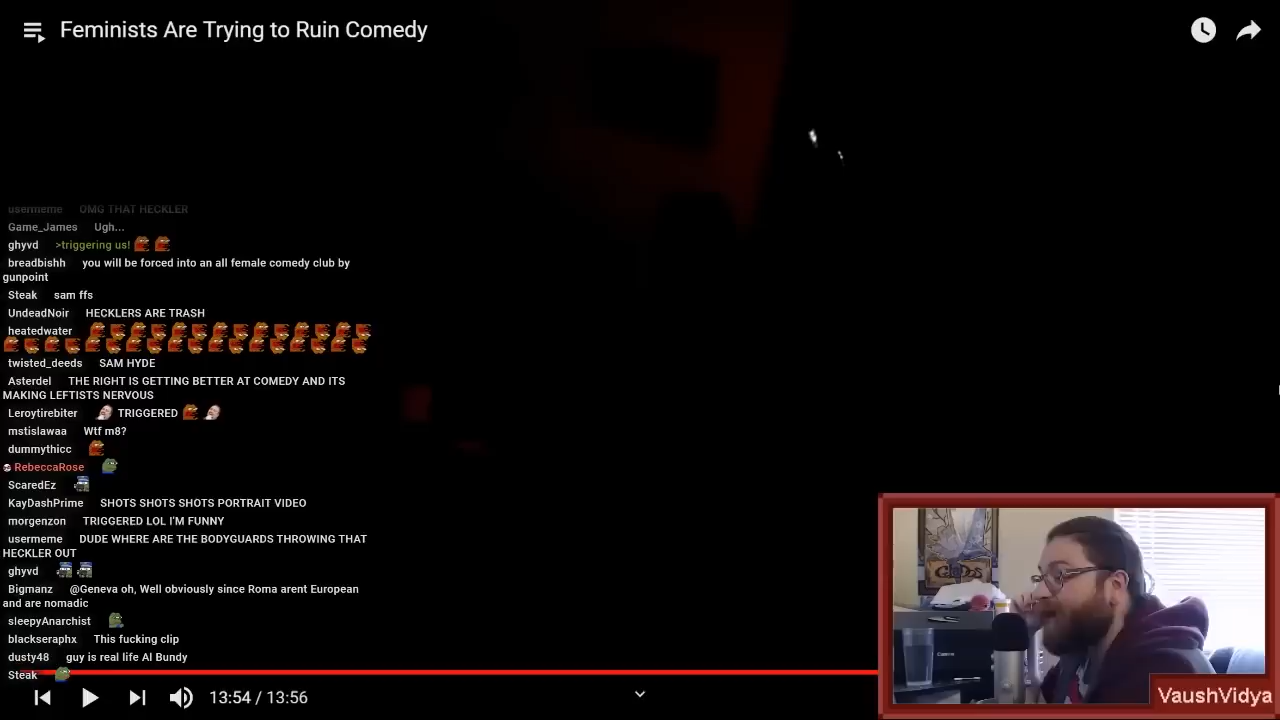 Feminists Are Trying to Ruin Comedy
usermeme OMG THAT HECKLER
Game_James Ugh...
ghyvd >triggering us!
breadbishh you will be forced into an all female comedy club by
gunpoint
Steak sam ffs
UndeadNoir HECKLERS ARE TRASH
heatedwater
twisted_deeds SAM HYDE
Asterdel THE RIGHT IS GETTING BETTER AT COMEDY AND ITS
MAKING LEFTISTS NERVOUS
Leroytirebiter TRIGGERED
mstislawaa Wtf m8?
dummythicc
RebeccaRose
ScaredEz
KayDashPrime SHOTS SHOTS SHOTS PORTRAIT VIDEO
morgenzon TRIGGERED LOL I'M FUNNY
usermeme DUDE WHERE ARE THE BODYGUARDS THROWING THAT
HECKLER OUT
ghyvd
Bigmanz @Geneva oh, Well obviously since Roma arent European
and are nomadic
sleepyAnarchist
blackseraphx This fucking clip
dusty48 guy is real life Al Bundy
Steak
13:54 / 13:56
VaushVidya